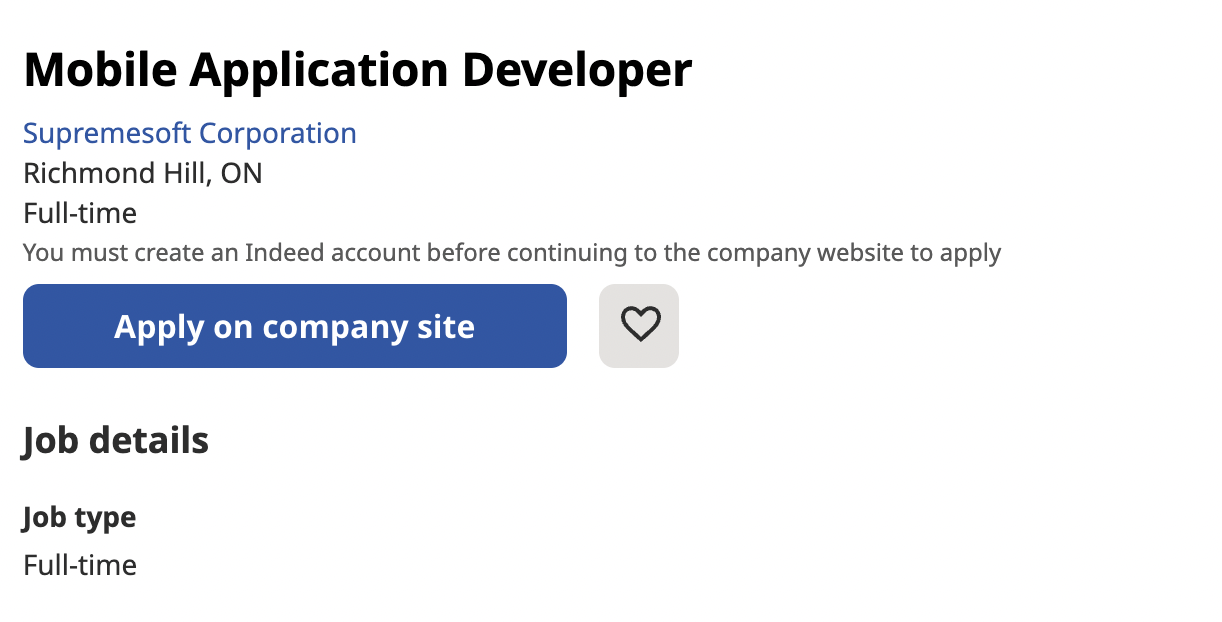 Mobile Application Developer
Supremesoft Corporation
Richmond Hill, ON
Full-time
You must create an Indeed account before continuing to the company website to apply
Apply on company site
Job details
Job type
Full-time